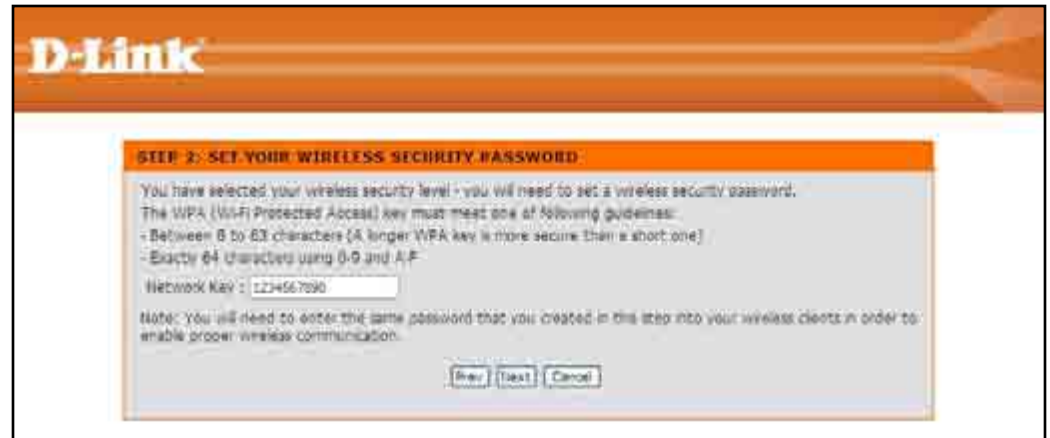 D-Link
STEP 2: SET YOUR WIRELESS SECURITY PASSWORD
You have selected your wireless security level - you will need to set a wireless security password.
The WPA (Wi-Fi Protected Access) key must meet one of following guidelines:
- Between 8 to 63 characters (A longer WPA key is more secure than a short one)
- Exactly 64 characters using 0-9 and A-F
Network Key : 1234567890
Note: You will need to enter the same password that you created in this step into your wireless clients in order to
enable proper wireless communication.
Prev Next Cancel